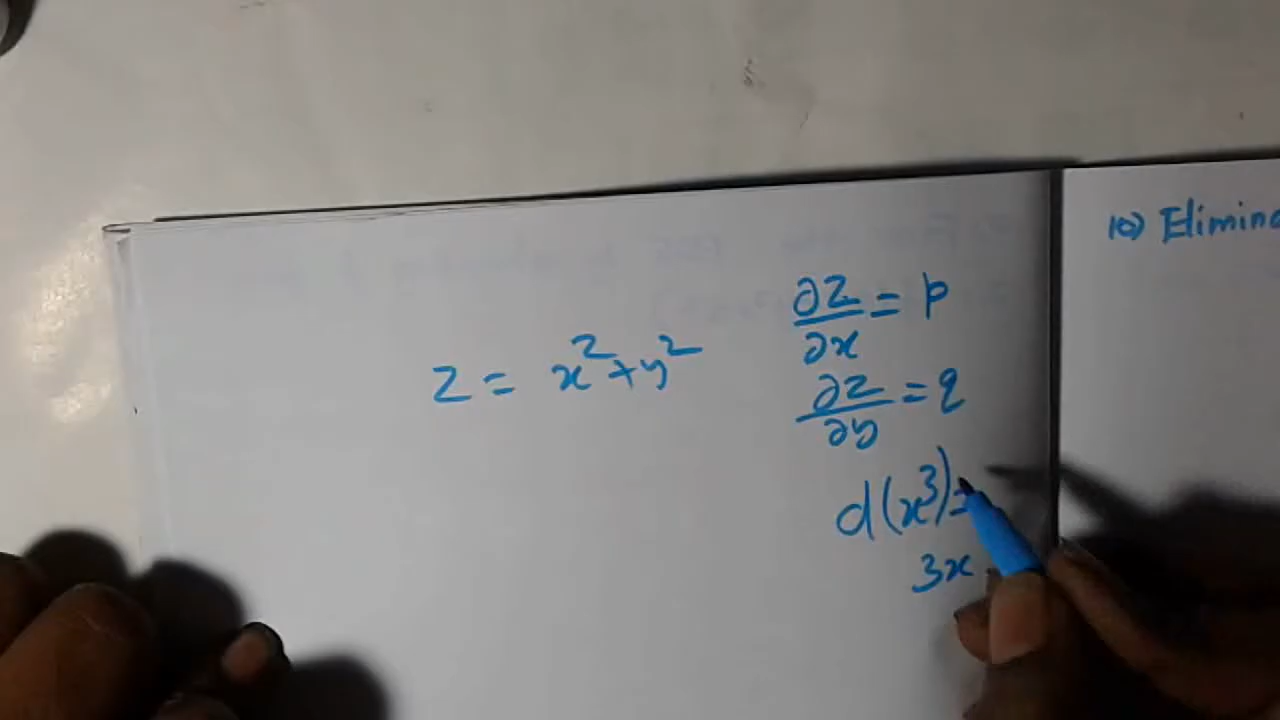 ∂z/∂x = p
z = x²+y²
∂z/∂y = q
d(x³)=
3x
10) Elimina